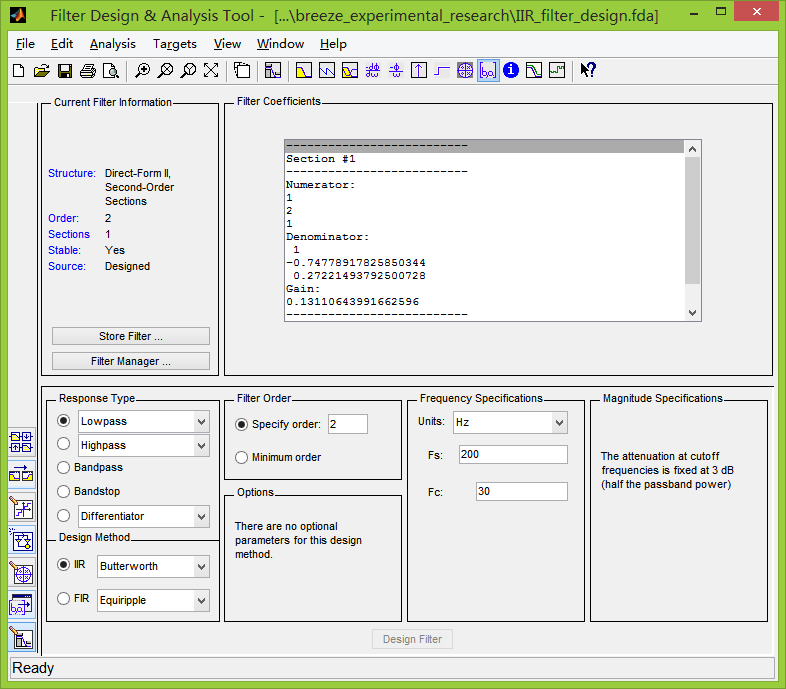 Filter Design & Analysis Tool - [...\breeze_experimental_research\IIR_filter_design.fda]
File Edit Analysis Targets View Window Help
Current Filter Information
Structure: Direct-Form II,
Second-Order
Sections
Order: 2
Sections 1
Stable: Yes
Source: Designed
Store Filter ...
Filter Manager ...
Filter Coefficients
--------------------------
Section #1
--------------------------
Numerator:
1
2
1
Denominator:
1
-0.74778917825850344
0.27221493792500728
Gain:
0.13110643991662596
--------------------------
Response Type
Lowpass
Highpass
Bandpass
Bandstop
Differentiator
Design Method
IIR Butterworth
FIR Equiripple
Filter Order
Specify order: 2
Minimum order
Options
There are no optional
parameters for this design
method.
Frequency Specifications
Units: Hz
Fs: 200
Fc: 30
Magnitude Specifications
The attenuation at cutoff
frequencies is fixed at 3 dB
(half the passband power)
Design Filter
Ready